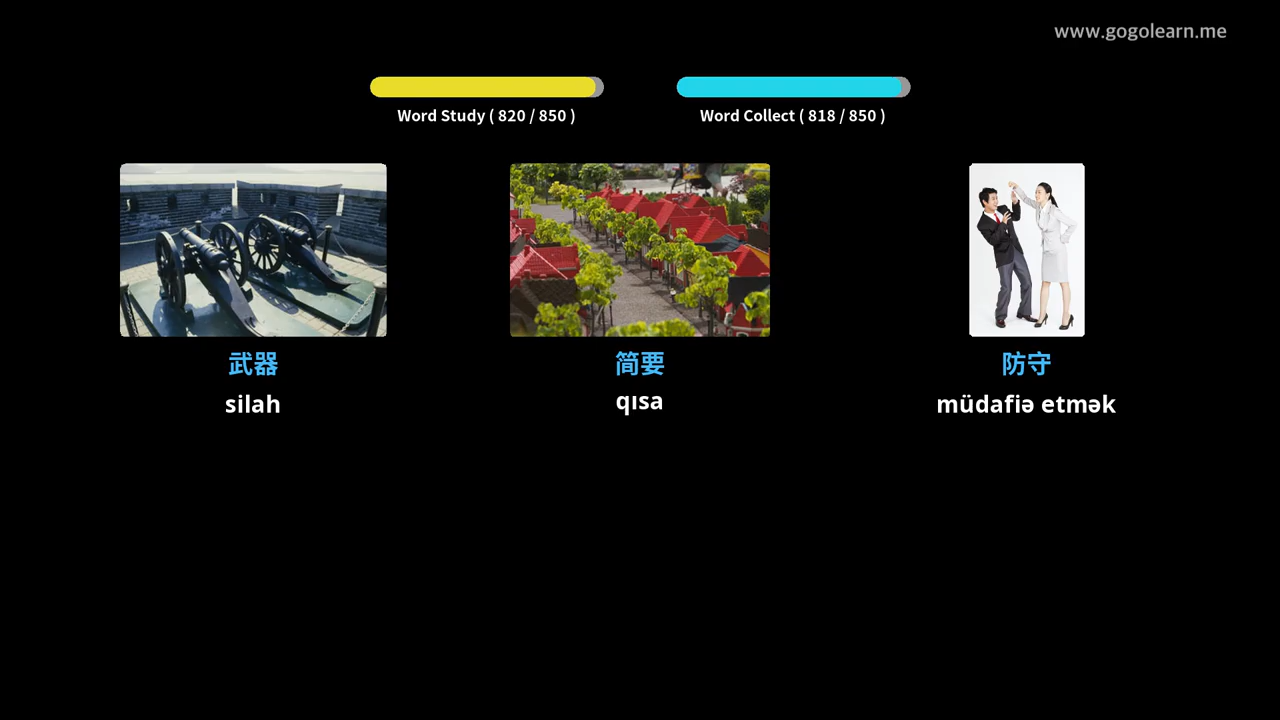 www.gogolearn.me
Word Study ( 820 / 850 )
Word Collect ( 818 / 850 )
武器
简要
防守
silah
qısa
müdafiə etmək